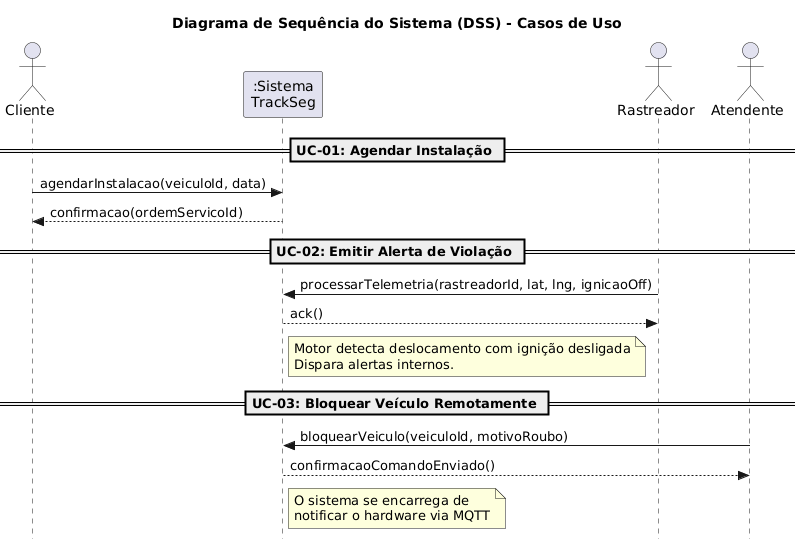 Diagrama de Sequência do Sistema (DSS) - Casos de Uso
Cliente
:Sistema
TrackSeg
Rastreador
Atendente
UC-01: Agendar Instalação
agendarInstalacao(veiculoId, data)
confirmacao(ordemServicoId)
UC-02: Emitir Alerta de Violação
processarTelemetria(rastreadorId, lat, lng, ignicaoOff)
ack()
Motor detecta deslocamento com ignição desligada
Dispara alertas internos.
UC-03: Bloquear Veículo Remotamente
bloquearVeiculo(veiculoId, motivoRoubo)
confirmacaoComandoEnviado()
O sistema se encarrega de
notificar o hardware via MQTT